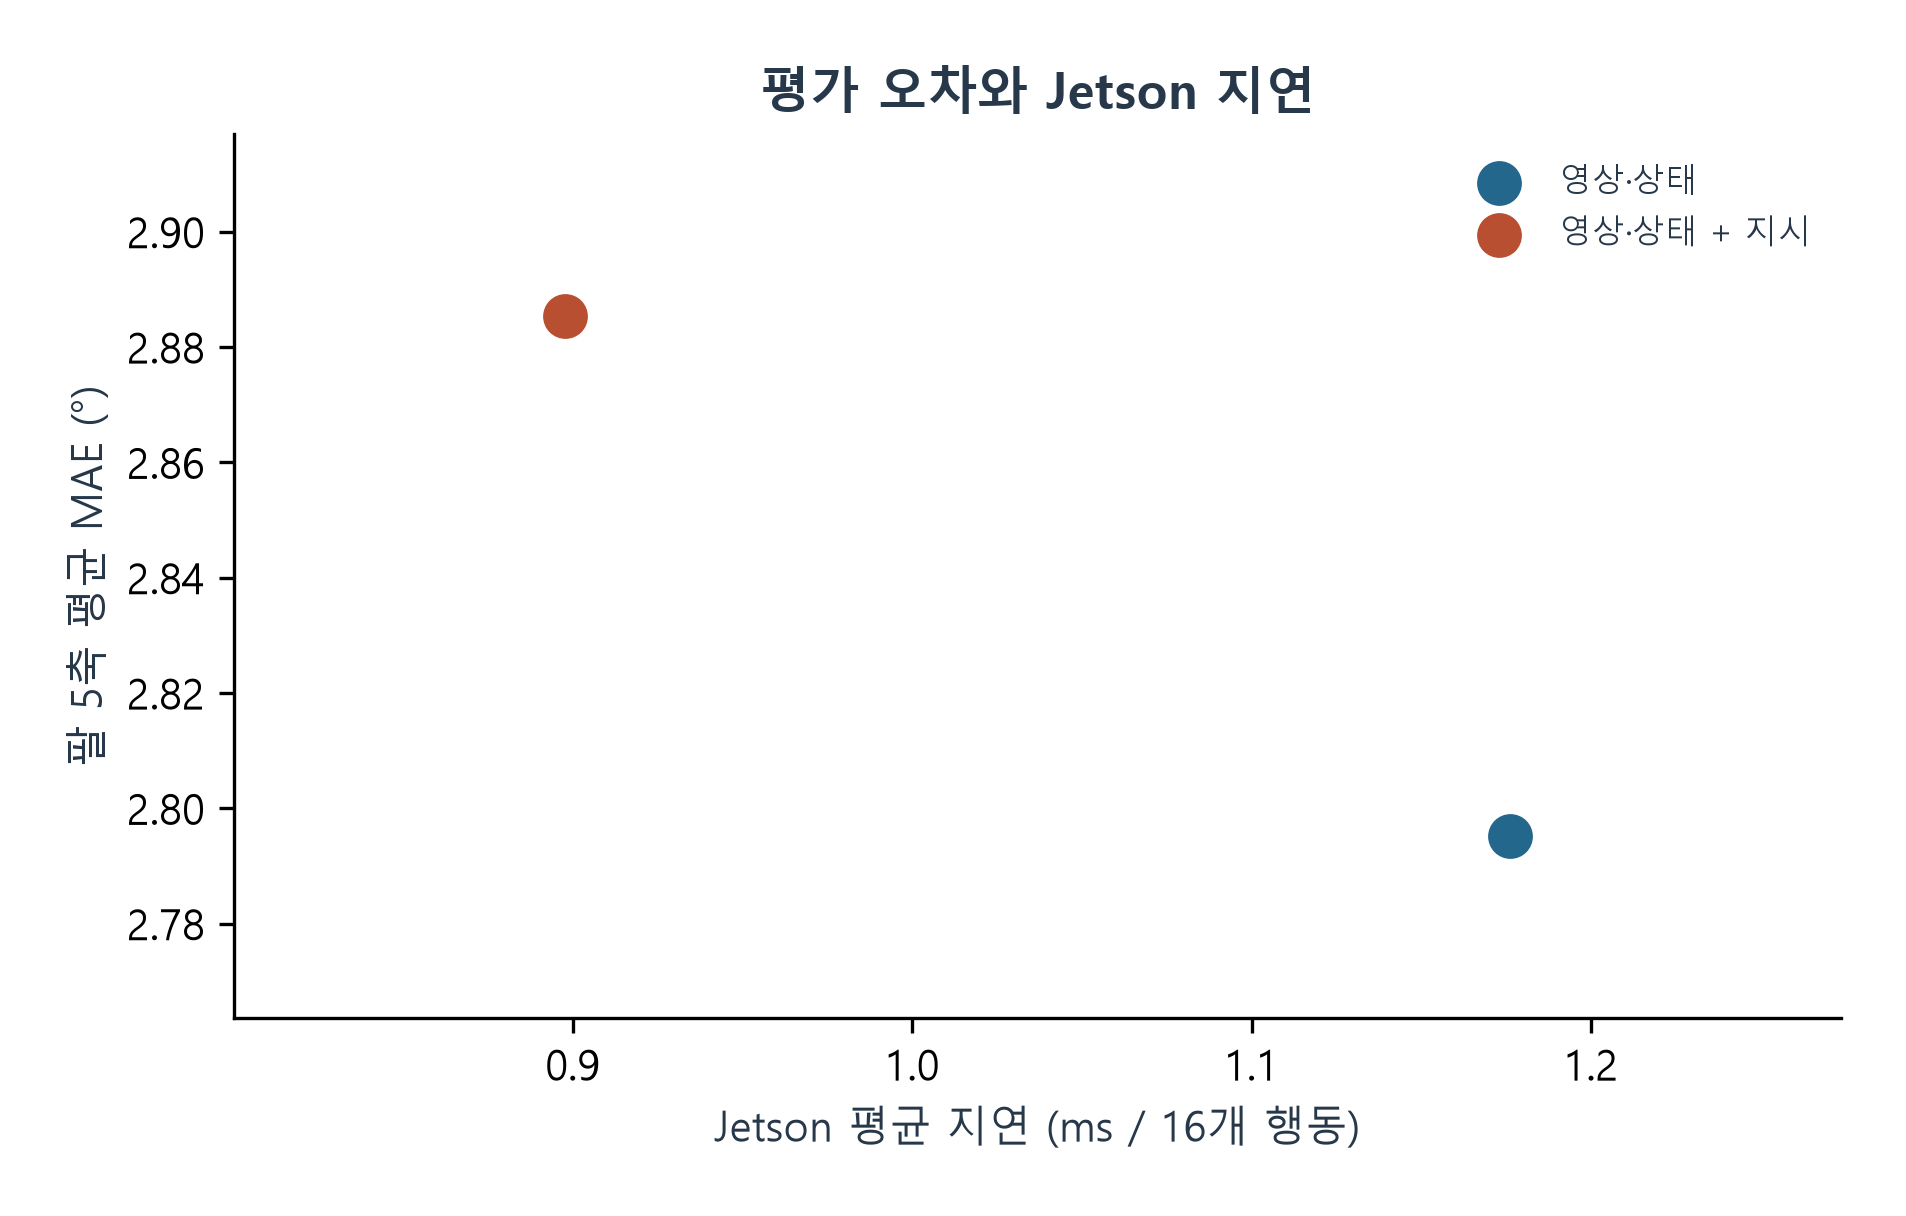 평가 오차와 Jetson 지연
영상·상태
영상·상태 + 지시
팔 5축 평균 MAE (°)
2.90
2.88
2.86
2.84
2.82
2.80
2.78
0.9 1.0 1.1 1.2
Jetson 평균 지연 (ms / 16개 행동)